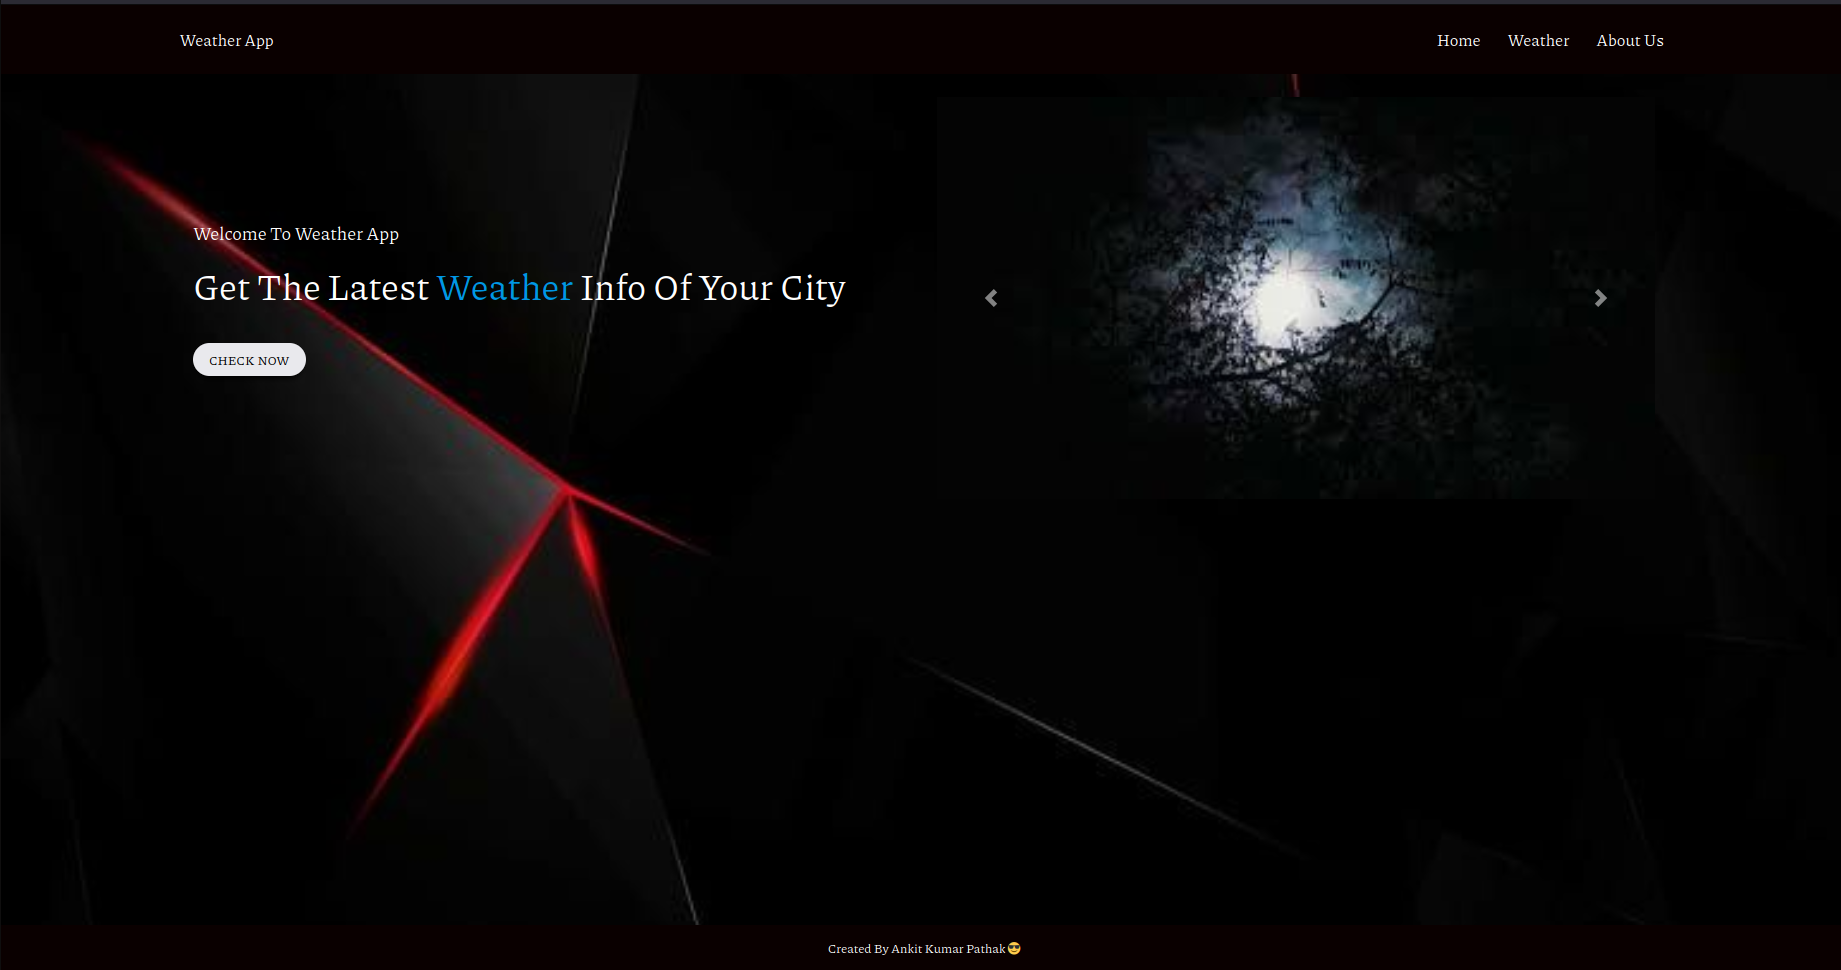 Weather App
Home
Weather
About Us
Welcome To Weather App
Get The Latest Weather Info Of Your City
CHECK NOW
Created By Ankit Kumar Pathak😎